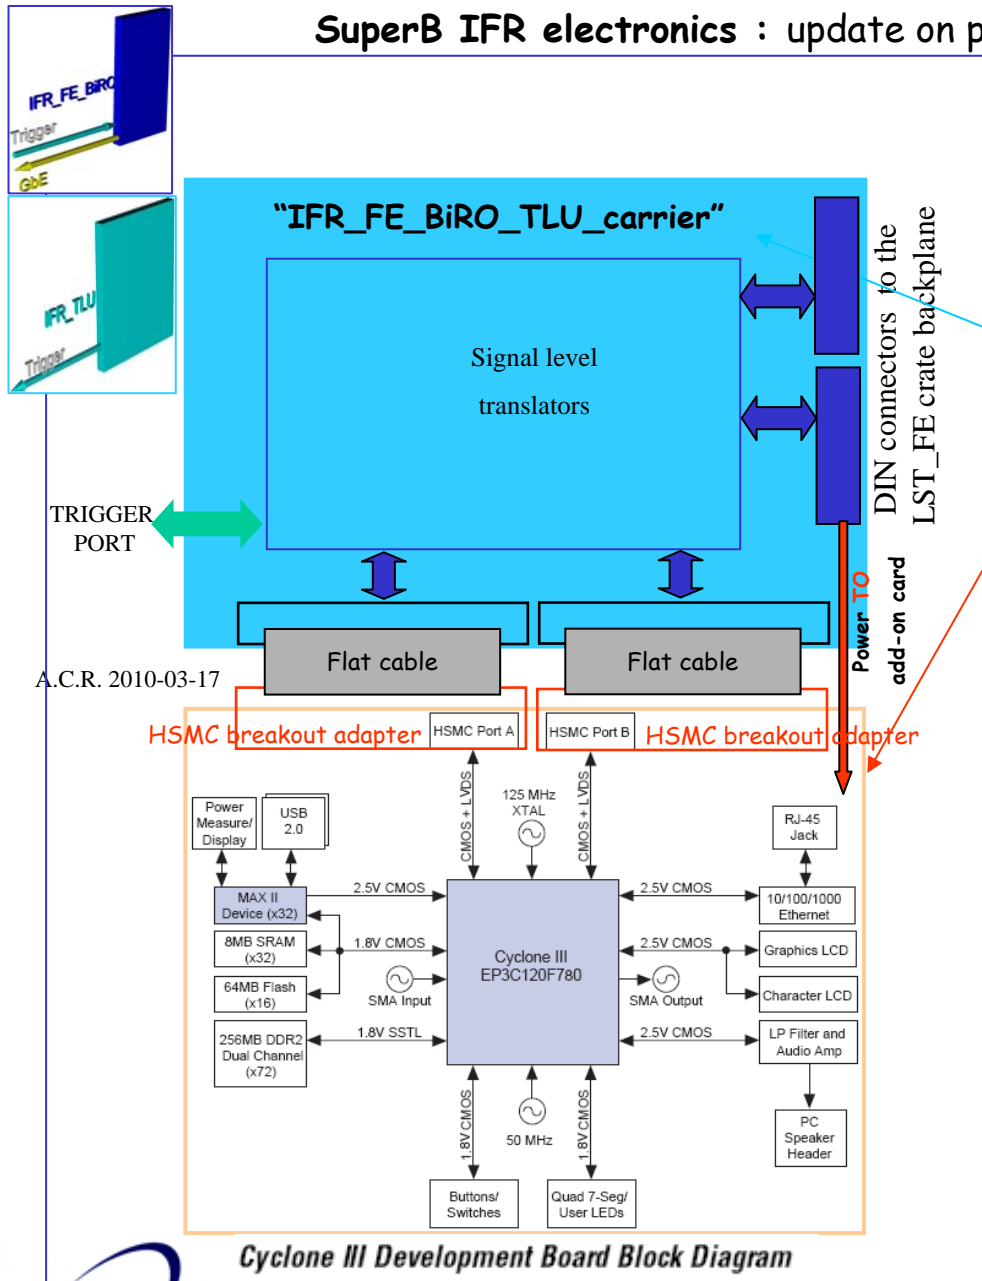 SuperB IFR electronics : update on p
IFR_FE_BiRO
Trigger
GbE
IFR_TLU
Trigger
“IFR_FE_BiRO_TLU_carrier”
Signal level
translators
DIN connectors to the
LST_FE crate backplane
TRIGGER
PORT
Power TO
add-on card
Flat cable
Flat cable
A.C.R. 2010-03-17
HSMC breakout adapter
HSMC Port A
HSMC Port B
HSMC breakout adapter
CMOS + LVDS
125 MHz
XTAL
CMOS + LVDS
Power
Measure/
Display
USB
2.0
RJ-45
Jack
MAX II
Device (x32)
2.5V CMOS
2.5V CMOS
10/100/1000
Ethernet
8MB SRAM
(x32)
1.8V CMOS
Cyclone III
EP3C120F780
2.5V CMOS
Graphics LCD
64MB Flash
(x16)
SMA Input
SMA Output
Character LCD
256MB DDR2
Dual Channel
(x72)
1.8V SSTL
2.5V CMOS
LP Filter and
Audio Amp
1.8V CMOS
50 MHz
1.8V CMOS
PC
Speaker
Header
Buttons/
Switches
Quad 7-Seg/
User LEDs
Cyclone III Development Board Block Diagram